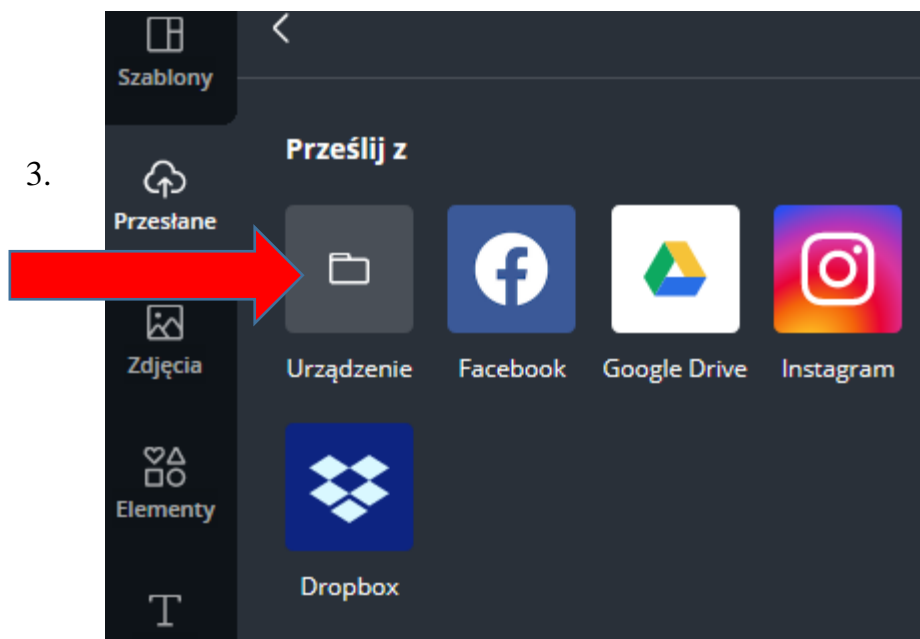 Szablony
Prześlij z
3.
Przesłane
Zdjęcia
Urządzenie Facebook Google Drive Instagram
Elementy
Dropbox
T